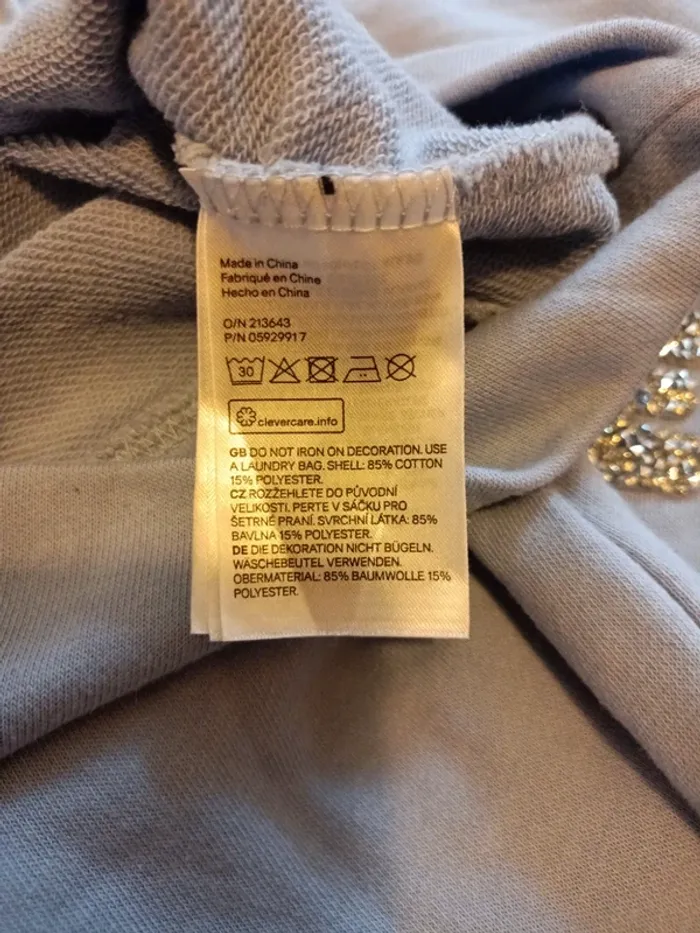 Made in China
Fabriqué en Chine
Hecho en China
O/N 213643
P/N 05929917
30
clevercare.info
GB DO NOT IRON ON DECORATION. USE
A LAUNDRY BAG. SHELL: 85% COTTON
15% POLYESTER.
CZ ROZŽEHLETE DO PŮVODNÍ
VELIKOSTI. PERTE V SÁČKU PRO
ŠETRNÉ PRANÍ. SVRCHNÍ LÁTKA: 85%
BAVLNA 15% POLYESTER.
DE DIE DEKORATION NICHT BÜGELN.
WÄSCHEBEUTEL VERWENDEN.
OBERMATERIAL: 85% BAUMWOLLE 15%
POLYESTER.